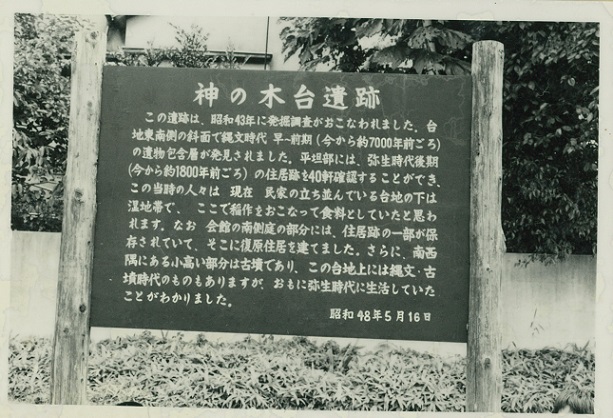 神の木台遺跡
この遺跡は、昭和43年に発掘調査がおこなわれました。台
地東南側の斜面で縄文時代 早~前期(今から約7000年前ごろ)
の遺物包含層が発見されました。平坦部には、弥生時代後期
(今から約1800年前ごろ)の住居跡を40軒確認することができ、
この当時の人々は 現在 民家の立ち並んでいる台地の下は
湿地帯で、ここで稲作をおこなって食料としていたと思わ
れます。なお 会館の南側庭の部分には、住居跡の一部が保
存されていて、そこに復原住居を建てました。さらに、南西
隅にある小高い部分は古墳であり、この台地上には縄文・古
墳時代のものもありますが、おもに弥生時代に生活していた
ことがわかりました。
昭和48年5月16日